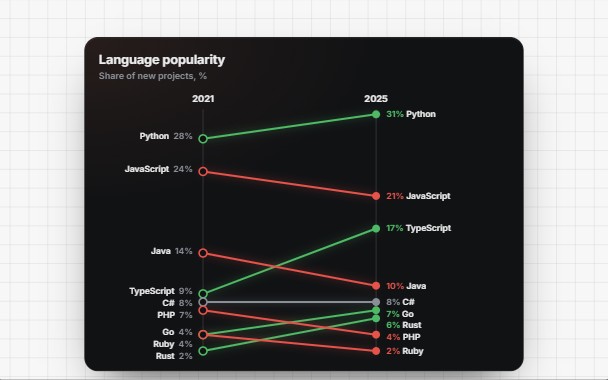 Language popularity
Share of new projects, %
2021 2025
31% Python
Python 28%
JavaScript 24%
21% JavaScript
17% TypeScript
Java 14%
10% Java
TypeScript 9%
C# 8% 8% C#
PHP 7% 7% Go
6% Rust
Go 4% 4% PHP
Ruby 4% 2% Ruby
Rust 2%